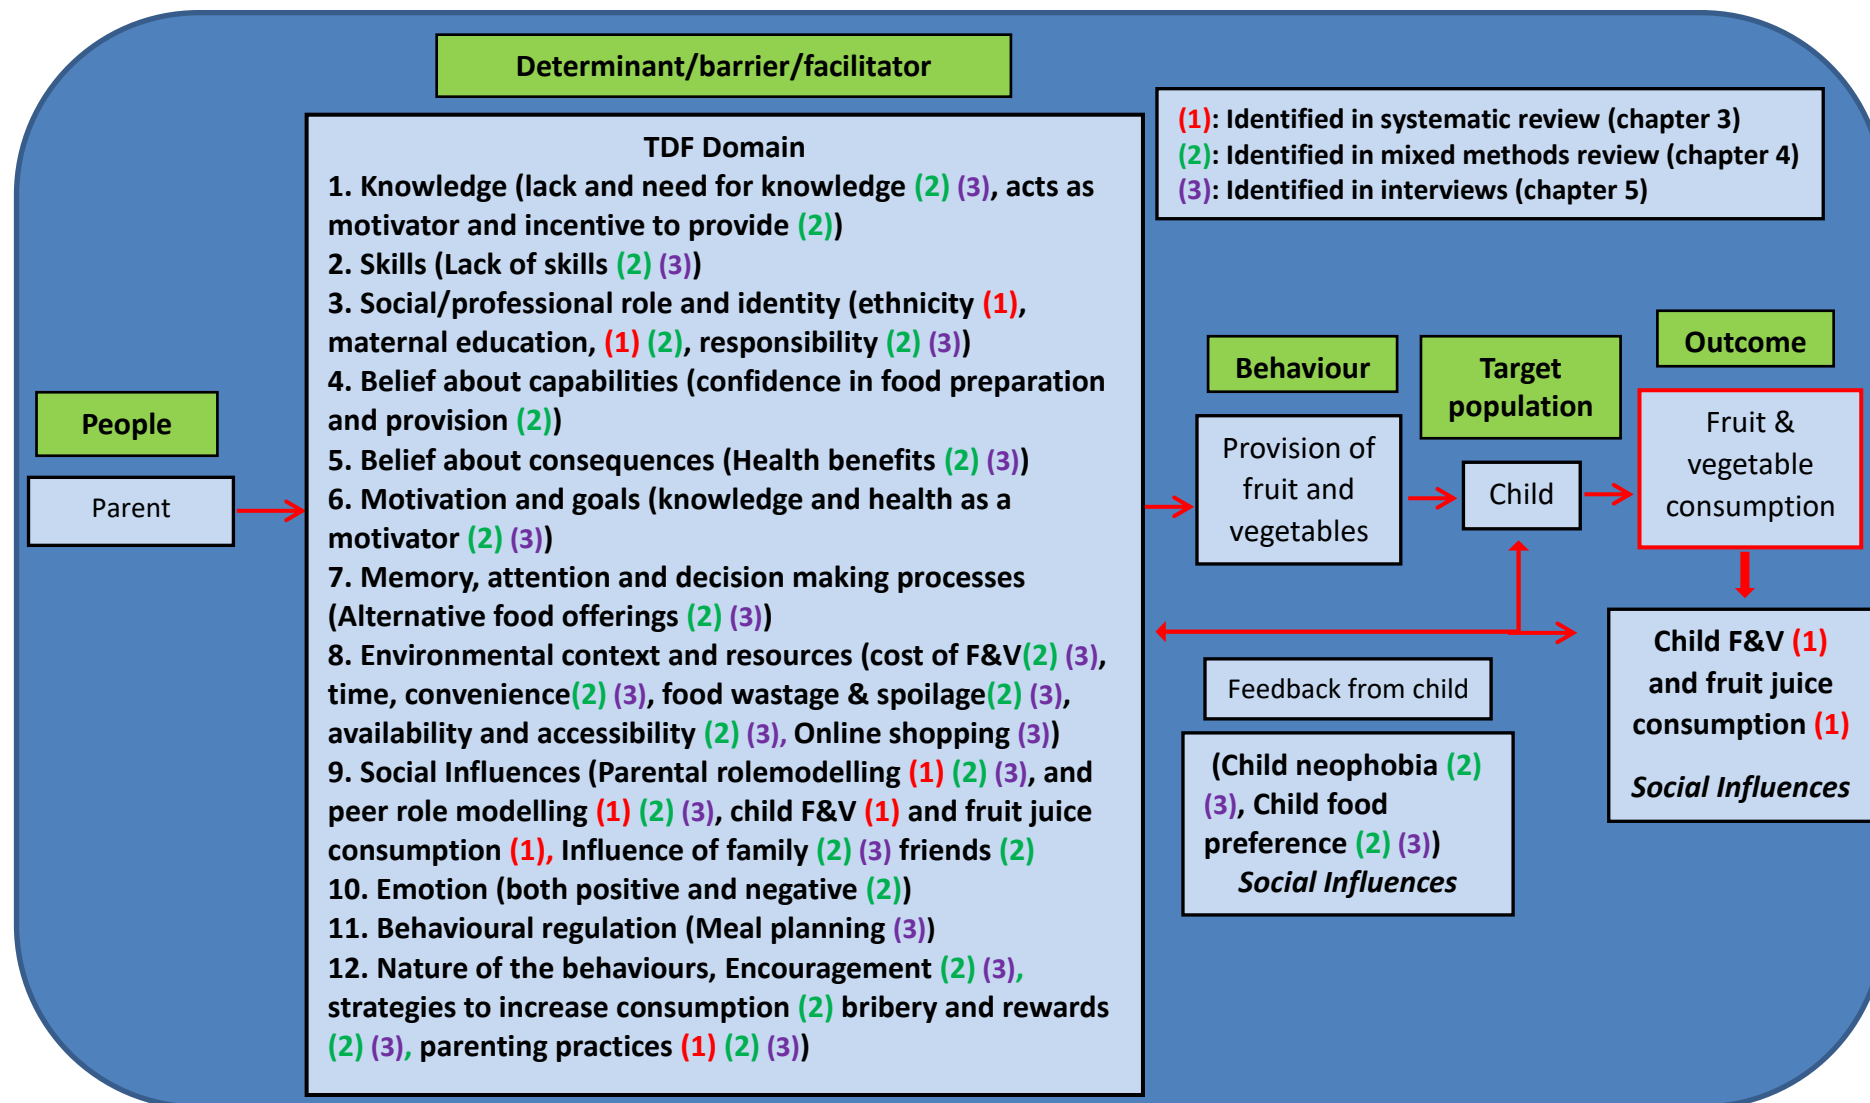 Determinant/barrier/facilitator
(1): Identified in systematic review (chapter 3)
(2): Identified in mixed methods review (chapter 4)
(3): Identified in interviews (chapter 5)
People
Parent
TDF Domain
1. Knowledge (lack and need for knowledge (2) (3), acts as
motivator and incentive to provide (2))
2. Skills (Lack of skills (2) (3))
3. Social/professional role and identity (ethnicity (1),
maternal education, (1) (2), responsibility (2) (3))
4. Belief about capabilities (confidence in food preparation
and provision (2))
5. Belief about consequences (Health benefits (2) (3))
6. Motivation and goals (knowledge and health as a
motivator (2) (3))
7. Memory, attention and decision making processes
(Alternative food offerings (2) (3))
8. Environmental context and resources (cost of F&V(2) (3),
time, convenience(2) (3), food wastage & spoilage(2) (3),
availability and accessibility (2) (3), Online shopping (3))
9. Social Influences (Parental rolemodelling (1) (2) (3), and
peer role modelling (1) (2) (3), child F&V (1) and fruit juice
consumption (1), Influence of family (2) (3) friends (2)
10. Emotion (both positive and negative (2))
11. Behavioural regulation (Meal planning (3))
12. Nature of the behaviours, Encouragement (2) (3),
strategies to increase consumption (2) bribery and rewards
(2) (3), parenting practices (1) (2) (3))
Behaviour
Provision of
fruit and
vegetables
Target
population
Child
Outcome
Fruit &
vegetable
consumption
Feedback from child
(Child neophobia (2)
(3), Child food
preference (2) (3))
Social Influences
Child F&V (1)
and fruit juice
consumption (1)
Social Influences